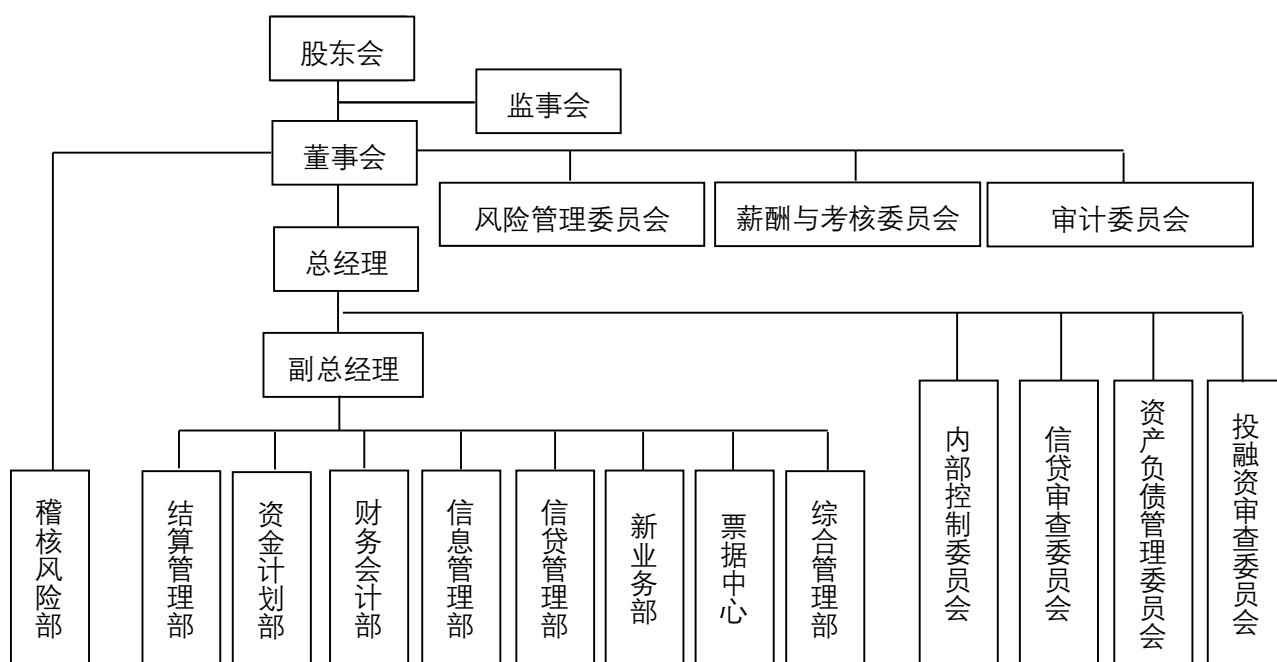 股东会
监事会
董事会
风险管理委员会
薪酬与考核委员会
审计委员会
总经理
副总经理
稽核风险部
结算管理部
资金计划部
财务会计部
信息管理部
信贷管理部
新业务部
票据中心
综合管理部
内部控制委员会
信贷审查委员会
资产负债管理委员会
投融资审查委员会